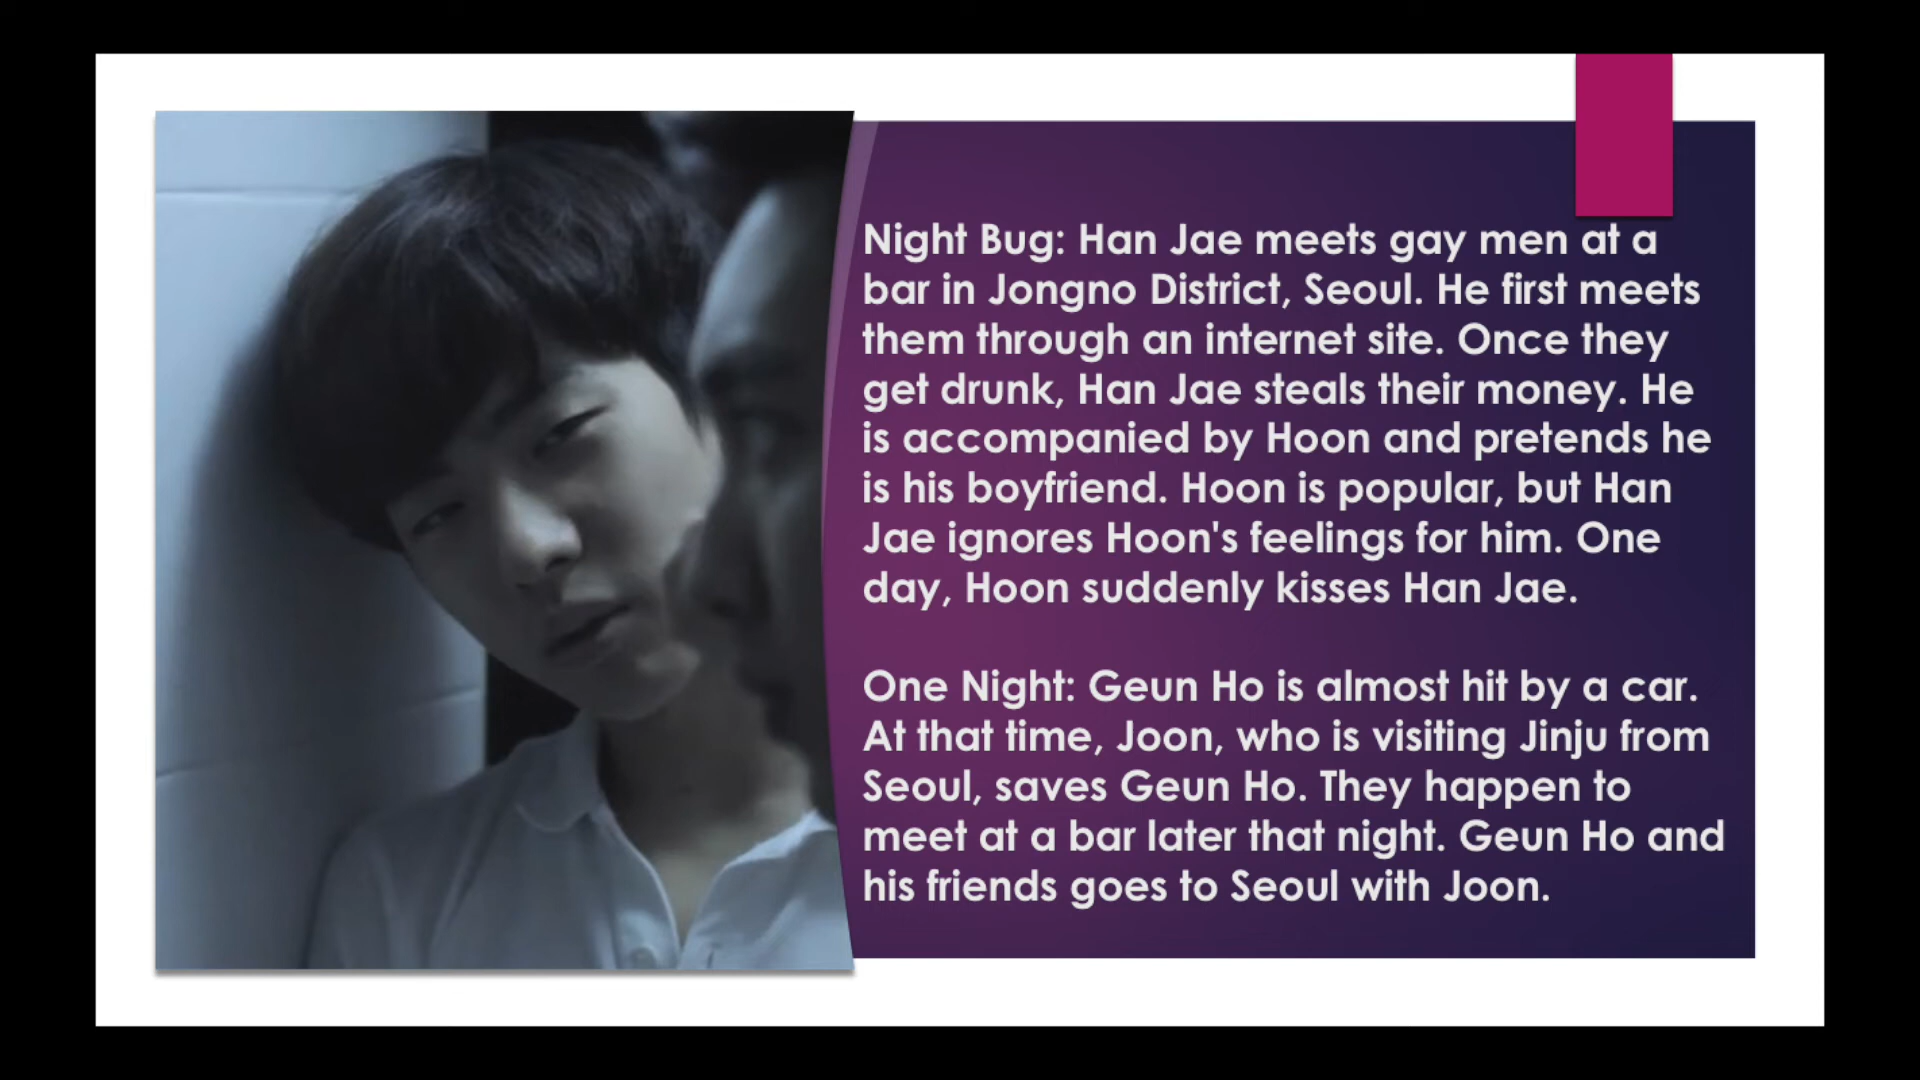 Night Bug: Han Jae meets gay men at a
bar in Jongno District, Seoul. He first meets
them through an internet site. Once they
get drunk, Han Jae steals their money. He
is accompanied by Hoon and pretends he
is his boyfriend. Hoon is popular, but Han
Jae ignores Hoon's feelings for him. One
day, Hoon suddenly kisses Han Jae.
One Night: Geun Ho is almost hit by a car.
At that time, Joon, who is visiting Jinju from
Seoul, saves Geun Ho. They happen to
meet at a bar later that night. Geun Ho and
his friends goes to Seoul with Joon.